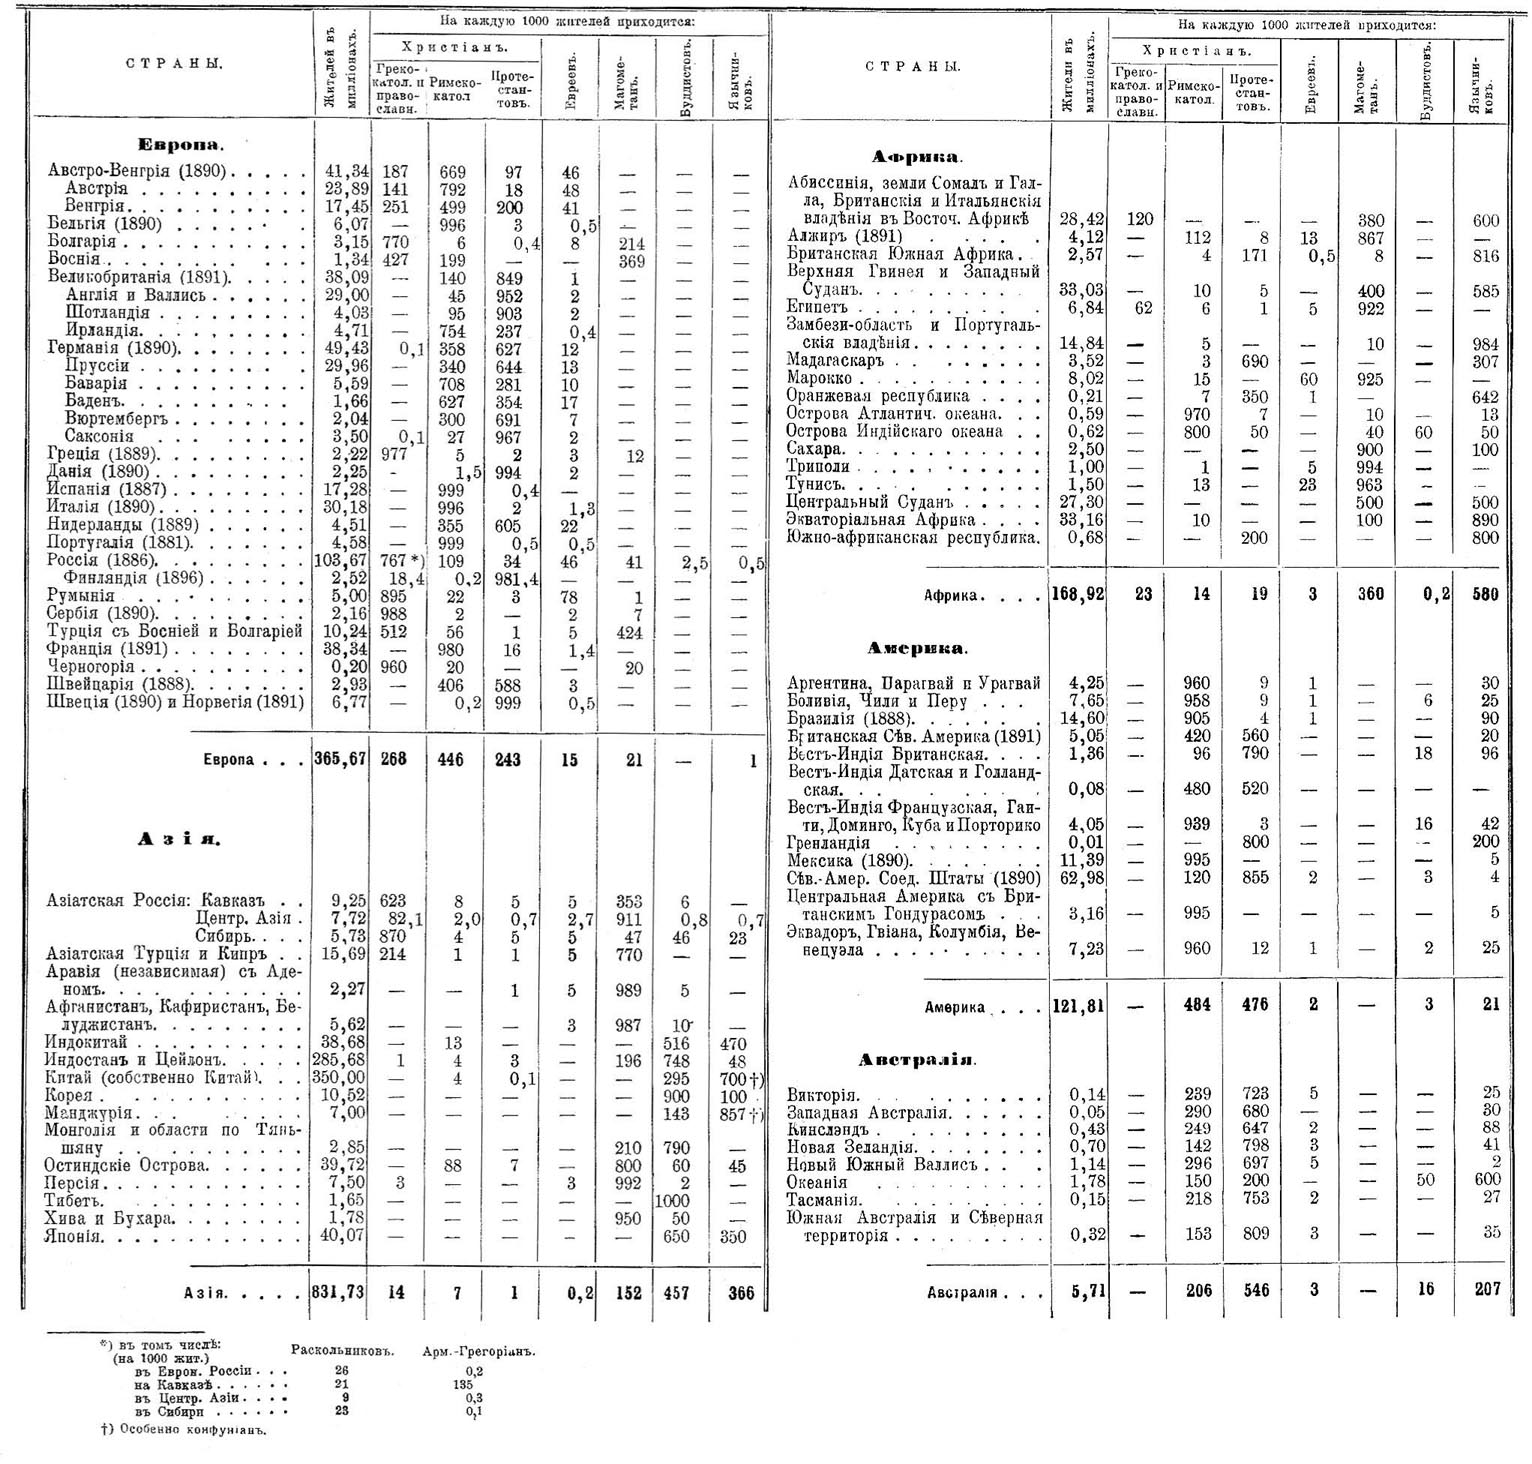 СТРАНЫ. Жителей въ милліонахъ. На каждую 1000 жителей приходится:
Христіанъ. Евреевъ. Магоме-танъ. Буддистовъ. Язычни-ковъ.
Греко-катол. и право-славн. Римско-катол Проте-стан-товъ.
Европа.
Австро-Венгрія (1890) . . . . . 41,34 187 669 97 46 — — —
Австрія . . . . . . . . . . 23,89 141 792 18 48 — — —
Венгрія. . . . . . . . . . . 17,45 251 499 200 41 — — —
Бельгія (1890) . . . . . . . 6,07 — 996 3 0,5 — — —
Болгарія . . . . . . . . . . . 3,15 770 6 0,4 8 214 — —
Боснія . . . . . . . . . . . 1,34 427 199 — — 369 — —
Великобританія (1891). . . . . 38,09 — 140 849 1 — — —
Англія и Валлисъ . . . . . . 29,00 — 45 952 2 — — —
Шотландія . . . . . . . . . 4,03 — 95 903 2 — — —
Ирландія. . . . . . . . . . 4,71 — 754 237 0,4 — — —
Германія (1890). . . . . . . . 49,43 0,1 358 627 12 — — —
Пруссіи . . . . . . . . . 29,96 — 340 644 13 — — —
Баварія . . . . . . . . . . 5,59 — 708 281 10 — — —
Баденъ. . . . . . . . . . 1,66 — 627 354 17 — — —
Вюртембергъ . . . . . . . . 2,04 — 300 691 7 — — —
Саксонія . . . . . . . . 3,50 0,1 27 967 2 — — —
Греція (1889). . . . . . . . . 2,22 977 5 2 3 12 — —
Данія (1890) . . . . . . . . . 2,25 - 1,5 994 2 — — —
Испанія (1887) . . . . . . . . 17,28 — 999 0,4 — — — —
Италія (1890). . . . . . . . . 30,18 — 996 2 1,3 — — —
Нидерланды (1889) . . . . . . 4,51 — 355 605 22 — — —
Португалія (1881). . . . . . . 4,58 — 999 0,5 0,5 — — —
Россія (1886). . . . . . . . . 103,67 767 *) 109 34 46 41 2,5 0,5
Финляндія (1896) . . . . . . 2,52 18,4 0,2 981,4 — — — —
Румынія . . . . . . . . . . 5,00 895 22 3 78 1 — —
Сербія (1890). . . . . . . . . 2,16 988 2 — 2 7 — —
Турція съ Босніей и Болгаріей 10,24 512 56 1 5 424 — —
Франція (1891) . . . . . . . . 38,34 — 980 16 1,4 — — —
Черногорія . . . . . . . . . . 0,20 960 20 — — 20 — —
Швейцарія (1888). . . . . . . 2,93 — 406 588 3 — — —
Швеція (1890) и Норвегія (1891) 6,77 — 0,2 999 0,5 — — —
Европа . . . 365,67 268 446 243 15 21 — 1
Азія.
Азіатская Россія: Кавказъ . . 9,25 623 8 5 5 353 6 —
Центр. Азія . 7,72 82,1 2,0 0,7 2,7 911 0,8 0,7
Сибирь. . . . 5,73 870 4 5 5 47 46 23
Азіатская Турція и Кипръ . . 15,69 214 1 1 5 770 — —
Аравія (независимая) съ Аде-
номъ. . . . . . . . . . . 2,27 — — 1 5 989 5 —
Афганистанъ, Кафиристанъ, Бе-
луджистанъ. . . . . . . . . 5,62 — — — 3 987 10 —
Индокитай . . . . . . . . . . 38,68 — 13 — — — 516 470
Индостанъ и Цейлонъ. . . . . 285,68 1 4 3 — 196 748 48
Китай (собственно Китай). . . 350,00 — 4 0,1 — — 295 700 †)
Корея . . . . . . . . . . . . 10,52 — — — — — 900 100
Манджурія. . . . . . . . 7,00 — — — — — 143 857 †)
Монголія и области по Тянь-
шяну . . . . . . . . . . . 2,85 — — — — 210 790 —
Остиндскіе Острова. . . . . . 39,72 — 88 7 — 800 60 45
Персія. . . . . . . . . . . . 7,50 3 — — 3 992 2 —
Тибетъ. . . . . . . . . . . 1,65 — — — — — 1000 —
Хива и Бухара. . . . . . . . 1,78 — — — — 950 50 —
Японія. . . . . . . . . . . . 40,07 — — — — — 650 350
Азія. . . . . 831,73 14 7 1 0,2 152 457 366
*) въ томъ числѣ:
(на 1000 жит.) Раскольниковъ. Арм.-Грегоріанъ.
въ Европ. Россіи . . . 26 0,2
на Кавказѣ . . . . . . 21 135
въ Центр. Азіи . . . . 9 0,3
въ Сибири . . . . . . 23 0,1
†) Особенно конфуціанъ.
СТРАНЫ. Жители въ милліонахъ. На каждую 1000 жителей приходится:
Христіанъ. Евреевъ. Магоме-танъ. Буддистовъ. Язычни-ковъ.
Греко-катол. и право-славн. Римско-катол. Проте-стан-товъ.
Африка.
Абиссинія, земли Сомаль и Гал-
ла, Британскія и Итальянскія
владѣнія въ Восточ. Африкѣ 28,42 120 — — — 380 — 600
Алжиръ (1891) . . . . . 4,12 — 112 8 13 867 — —
Британская Южная Африка. . 2,57 — 4 171 0,5 8 — 816
Верхняя Гвинея и Западный
Суданъ. . . . . . . . . 33,03 — 10 5 — 400 — 585
Египетъ . . . . . . . . . . 6,84 62 6 1 5 922 — —
Замбези-область и Португаль-
скія владѣнія. . . . . . . . 14,84 — 5 — — 10 — 984
Мадагаскаръ . . . . . . . . 3,52 — 3 690 — — — 307
Марокко . . . . . . . . . . . 8,02 — 15 — 60 925 — —
Оранжевая республика . . . . 0,21 — 7 350 1 — 642
Острова Атлантич. океана. . . 0,59 — 970 7 — 10 — 13
Острова Индійскаго океана . . 0,62 — 800 50 — 40 60 50
Сахара. . . . . . . . . . . . 2,50 — — — — 900 — 100
Триполи . . . . . . . . . . . 1,00 — 1 — 5 994 — —
Тунисъ. . . . . . . . . . 1,50 — 13 — 23 963 – –
Центральный Суданъ . . . . . 27,30 — — — — 500 — 500
Экваторіальная Африка . . . . 33,16 — 10 — — 100 — 890
Южно-африканская республика. 0,68 — — 200 — — — 800
Африка. . . . 168,92 23 14 19 3 360 0,2 580
Америка.
Аргентина, Парагвай п Урагвай 4,25 — 960 9 1 — — 30
Боливія, Чили и Перу . . . 7,65 — 958 9 1 — 6 25
Бразилія (1888). . . . . . . 14,60 — 905 4 1 — — 90
Британская Сѣв. Америка (1891) 5,05 — 420 560 — — — 20
Вестъ-Индія Британская. . . . 1,36 — 96 790 — — 18 96
Вестъ-Индія Датская и Голланд-
ская. . . . . . . . 0,08 — 480 520 — — — —
Вестъ-Индія Французская, Гаи-
ти, Доминго, Куба и Порторико 4,05 — 939 3 — — 16 42
Гренландія . . . . . . . . 0,01 — — 800 — — - 200
Мексика (1890). . . . . . . 11,39 — 995 — — — — 5
Сѣв.-Амер. Соед. Штаты (1890) 62,98 — 120 855 2 — 3 4
Центральная Америка съ Бри-
танскимъ Гондурасомъ . . . 3,16 — 995 — — — — 5
Эквадоръ, Гвіана, Колумбія, Ве-
нецуэла . . . . . . . . . . 7,23 — 960 12 1 — 2 25
Америка . . . . 121,81 — 484 476 2 — 3 21
Австралія.
Викторія. . . . . . . . . . 0,14 — 239 723 5 — — 25
Западная Австралія. . . . . . 0,05 — 290 680 — — — 30
Кинслэндъ . . . . . . . . . . 0,43 — 249 647 2 — — 88
Новая Зеландія. . . . . . . . 0,70 — 142 798 3 — — 41
Новый Южный Валлисъ . . . 1,14 — 296 697 5 — — 2
Океанія . . . . . . . . 1,78 — 150 200 — — 50 600
Тасманія. . . . . . . . . . 0,15 — 218 753 2 — — 27
Южная Австралія и Сѣверная
территорія . . . . . . . . . 0,32 — 153 809 3 — — 35
Австралія . . . 5,71 — 206 546 3 — 16 207